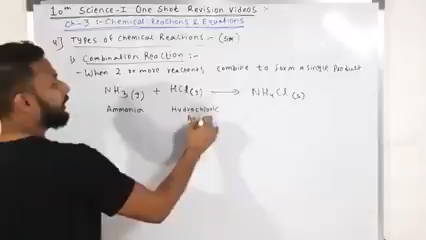 10th Science-I One Shot Revision Videos :-
Ch-3 :- Chemical Reactions & Equations
4] Types of Chemical Reactions :- (5M)
i) Combination Reaction :-
- When 2 or more reactants combine to form a single product
NH3(g) + HCl(g) → NH4Cl(s)
Ammonia Hydrochloric